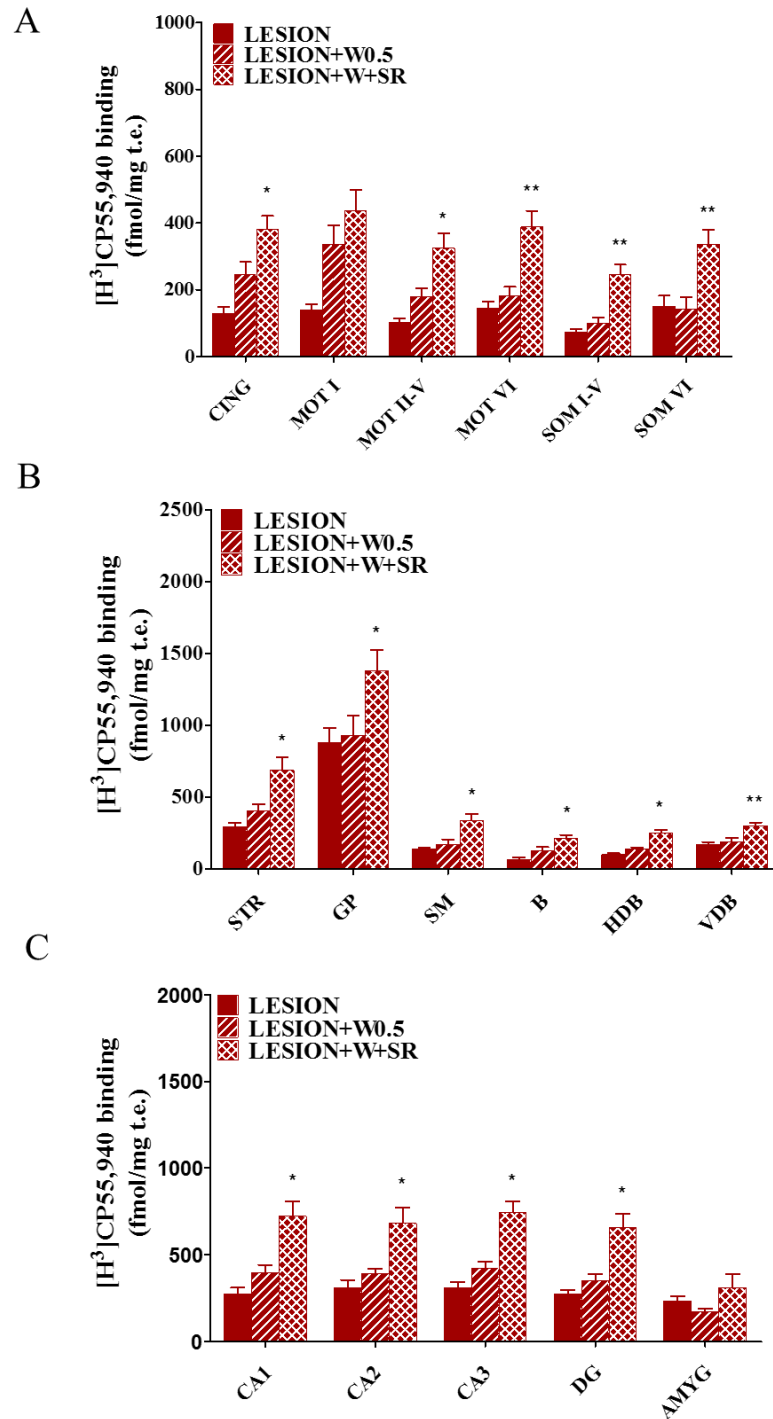 A
1000
800
600
400
200
0
[H³]CP55,940 binding
(fmol/mg t.e.)
LESION
LESION+W0.5
LESION+W+SR
*
*
**
**
**
CING
MOT I
MOT II-V
MOT VI
SOM I-V
SOM VI
B
2500
2000
1500
1000
500
0
[H³]CP55,940 binding
(fmol/mg t.e.)
LESION
LESION+W0.5
LESION+W+SR
*
*
*
*
*
**
STR
GP
SM
B
HDB
VDB
C
2000
1500
1000
500
0
[H³]CP55,940 binding
(fmol/mg t.e.)
LESION
LESION+W0.5
LESION+W+SR
*
*
*
*
CA1
CA2
CA3
DG
AMYG